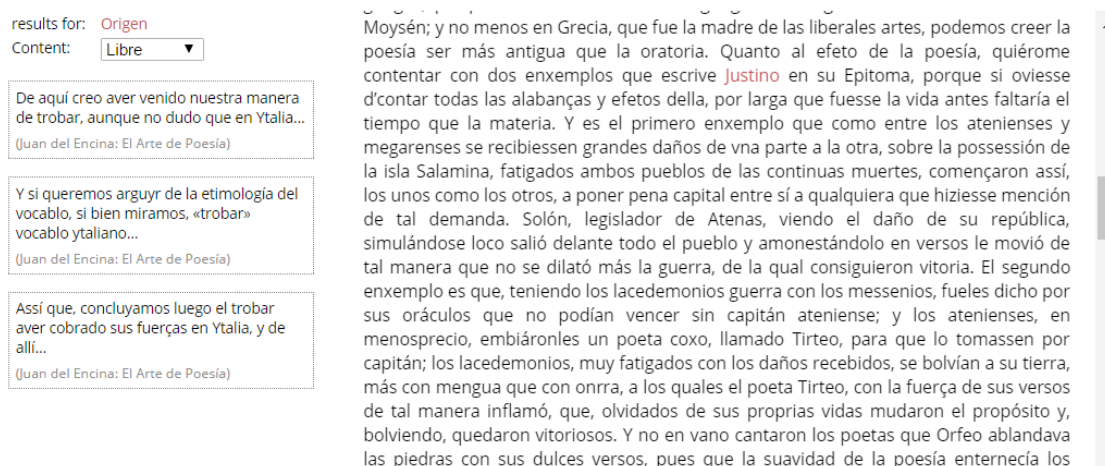 results for: Origen
Content: Libre ▼
De aquí creo aver venido nuestra manera
de trobar, aunque no dudo que en Ytalia...
(Juan del Encina: El Arte de Poesía)
Y si queremos arguyr de la etimología del
vocablo, si bien miramos, «trobar»
vocablo ytaliano...
(Juan del Encina: El Arte de Poesía)
Assí que, concluyamos luego el trobar
aver cobrado sus fuerças en Ytalia, y de
allí...
(Juan del Encina: El Arte de Poesía)
Moysén; y no menos en Grecia, que fue la madre de las liberales artes, podemos creer la
poesía ser más antigua que la oratoria. Quanto al efeto de la poesía, quiérome
contentar con dos enxemplos que escrive Justino en su Epitoma, porque si oviesse
d'contar todas las alabanças y efetos della, por larga que fuesse la vida antes faltaría el
tiempo que la materia. Y es el primero enxemplo que como entre los atenienses y
megarenses se recibiessen grandes daños de vna parte a la otra, sobre la possessión de
la isla Salamina, fatigados ambos pueblos de las continuas muertes, començaron assí,
los unos como los otros, a poner pena capital entre sí a qualquiera que hiziesse mención
de tal demanda. Solón, legislador de Atenas, viendo el daño de su república,
simulándose loco salió delante todo el pueblo y amonestándolo en versos le movió de
tal manera que no se dilató más la guerra, de la qual consiguieron vitoria. El segundo
enxemplo es que, teniendo los lacedemonios guerra con los messenios, fueles dicho por
sus oráculos que no podían vencer sin capitán ateniense; y los atenienses, en
menosprecio, embiáronles un poeta coxo, llamado Tirteo, para que lo tomassen por
capitán; los lacedemonios, muy fatigados con los daños recebidos, se bolvían a su tierra,
más con mengua que con onrra, a los quales el poeta Tirteo, con la fuerça de sus versos
de tal manera inflamó, que, olvidados de sus proprias vidas mudaron el propósito y,
bolviendo, quedaron vitoriosos. Y no en vano cantaron los poetas que Orfeo ablandava
las piedras con sus dulces versos, pues que la suavidad de la poesía enternecía los